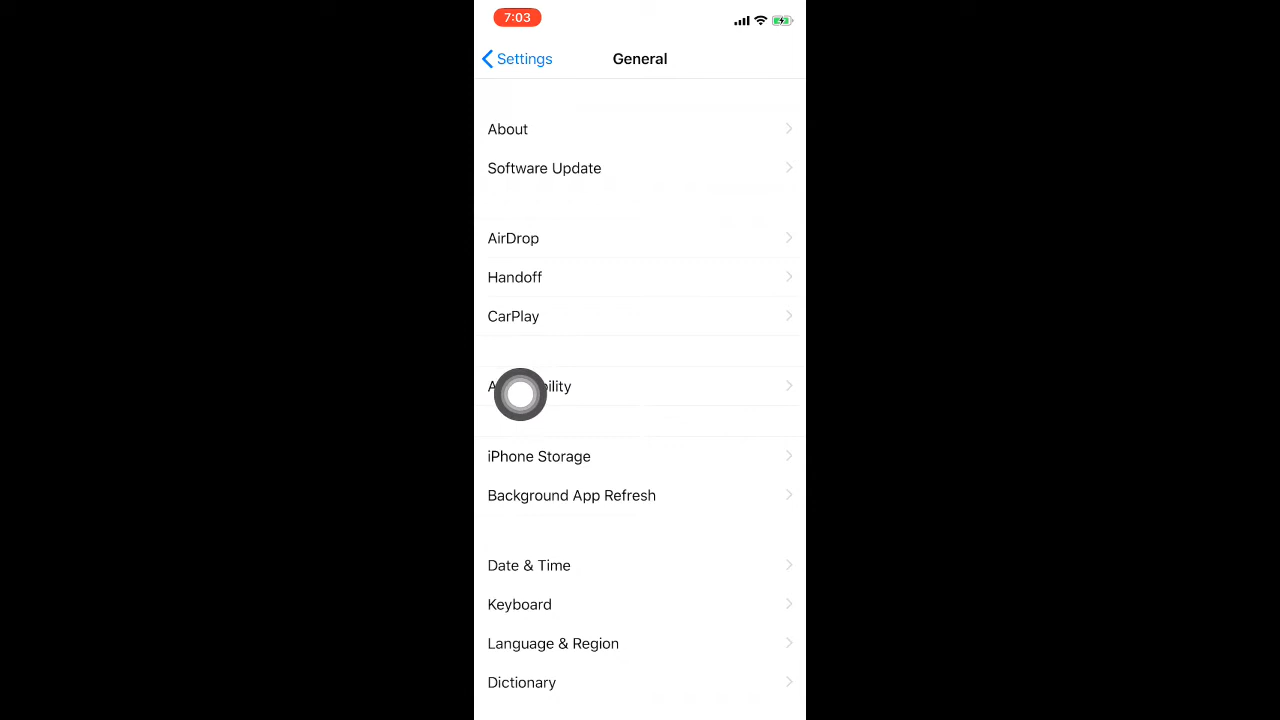 7:03
Settings
General
About
Software Update
AirDrop
Handoff
CarPlay
iPhone Storage
Background App Refresh
Date & Time
Keyboard
Language & Region
Dictionary